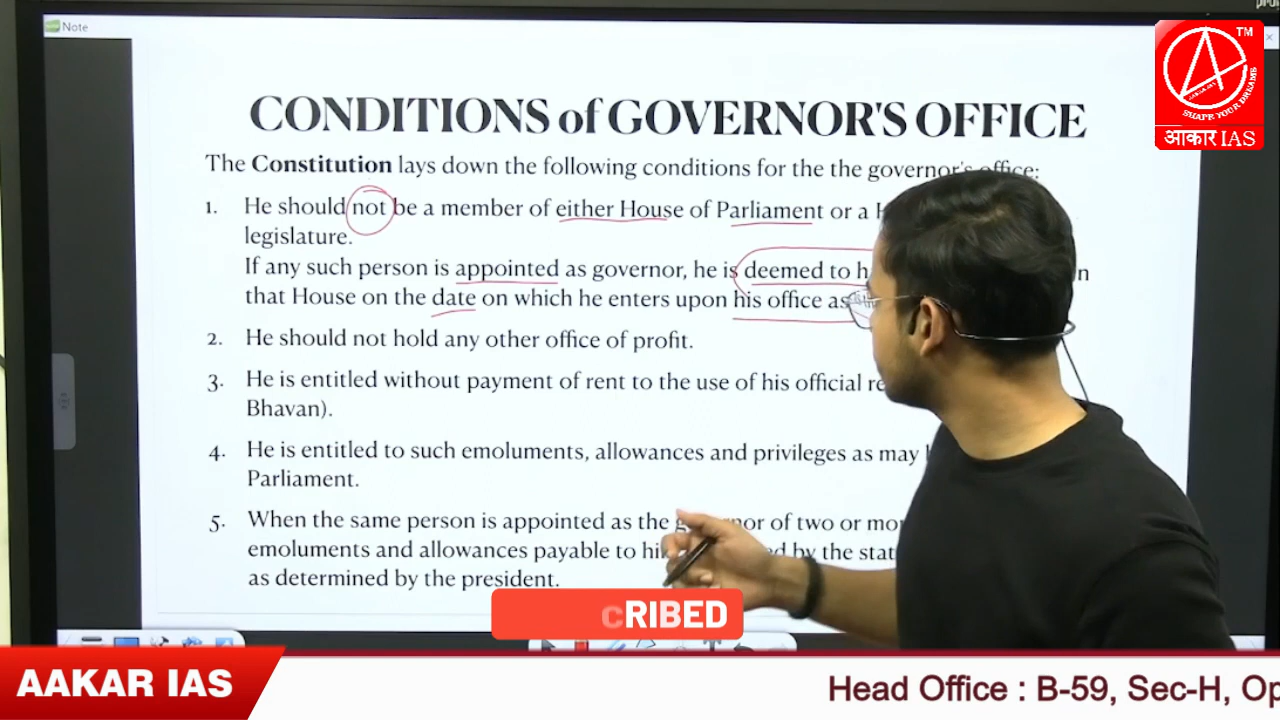 Note
TM
SHAPE YOUR DREAMS
आकार IAS
CONDITIONS of GOVERNOR'S OFFICE
The Constitution lays down the following conditions for the the governor's office:
1. He should not be a member of either House of Parliament or a
legislature.
If any such person is appointed as governor, he is deemed to
that House on the date on which he enters upon his office as
2. He should not hold any other office of profit.
3. He is entitled without payment of rent to the use of his official
Bhavan).
4. He is entitled to such emoluments, allowances and privileges as may
Parliament.
5. When the same person is appointed as the governor of two or
emoluments and allowances payable to by the
as determined by the president.
CRIBED
AAKAR IAS
Head Office : B-59, Sec-H,